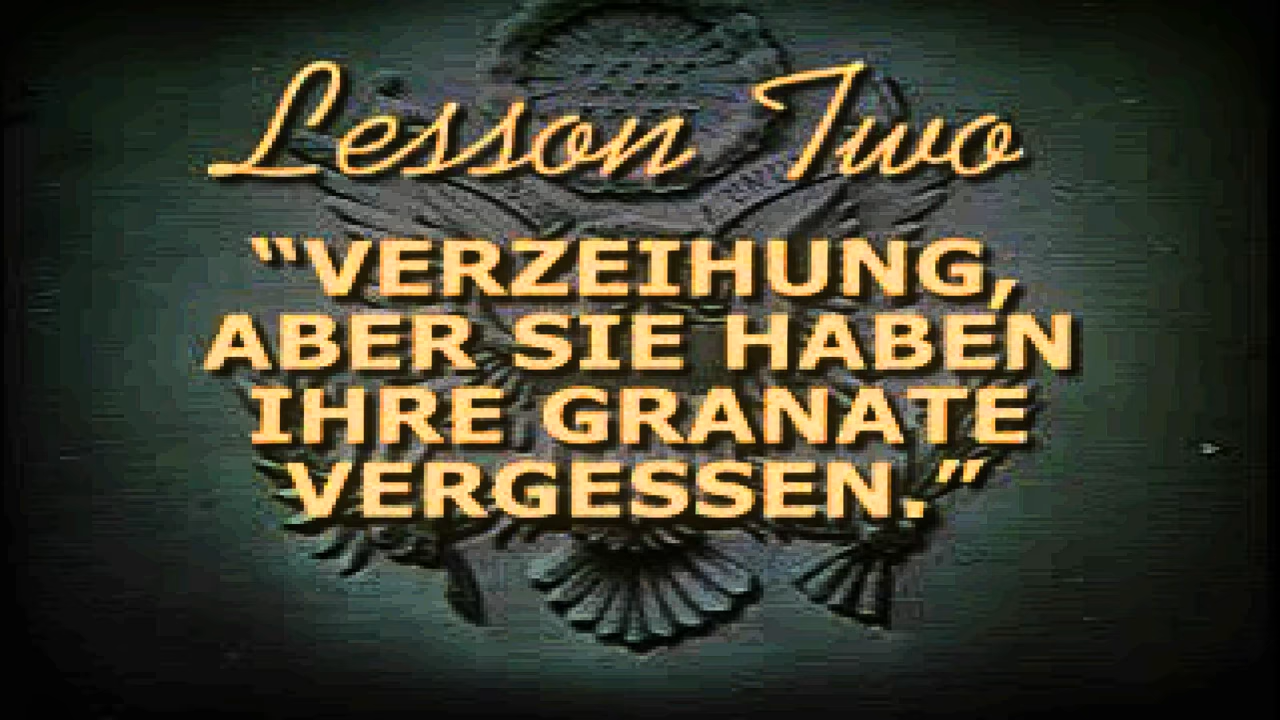 Lesson Two
“VERZEIHUNG,
ABER SIE HABEN
IHRE GRANATE
VERGESSEN.”